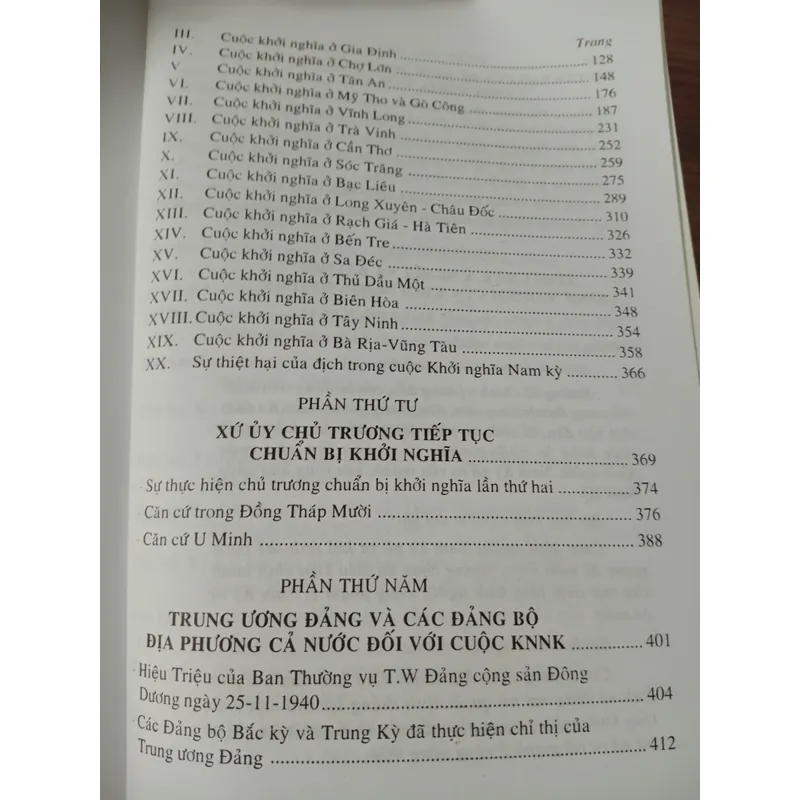 Trang
III. Cuộc khởi nghĩa ở Gia Định ........ 128
IV. Cuộc khởi nghĩa ở Chợ Lớn ........ 148
V. Cuộc khởi nghĩa ở Tân An ........ 176
VI. Cuộc khởi nghĩa ở Mỹ Tho và Gò Công ........ 187
VII. Cuộc khởi nghĩa ở Vĩnh Long ........ 231
VIII. Cuộc khởi nghĩa ở Trà Vinh ........ 252
IX. Cuộc khởi nghĩa ở Cần Thơ ........ 259
X. Cuộc khởi nghĩa ở Sóc Trăng ........ 275
XI. Cuộc khởi nghĩa ở Bạc Liêu ........ 289
XII. Cuộc khởi nghĩa ở Long Xuyên - Châu Đốc ........ 310
XIII. Cuộc khởi nghĩa ở Rạch Giá - Hà Tiên ........ 326
XIV. Cuộc khởi nghĩa ở Bến Tre ........ 332
XV. Cuộc khởi nghĩa ở Sa Đéc ........ 339
XVI. Cuộc khởi nghĩa ở Thủ Dầu Một ........ 341
XVII. Cuộc khởi nghĩa ở Biên Hòa ........ 348
XVIII. Cuộc khởi nghĩa ở Tây Ninh ........ 354
XIX. Cuộc khởi nghĩa ở Bà Rịa-Vũng Tàu ........ 358
XX. Sự thiệt hại của địch trong cuộc Khởi nghĩa Nam kỳ ........ 366
PHẦN THỨ TƯ
XỨ ỦY CHỦ TRƯƠNG TIẾP TỤC
CHUẨN BỊ KHỞI NGHĨA ........ 369
- Sự thực hiện chủ trương chuẩn bị khởi nghĩa lần thứ hai ........ 374
- Căn cứ trong Đồng Tháp Mười ........ 376
- Căn cứ U Minh ........ 388
PHẦN THỨ NĂM
TRUNG ƯƠNG ĐẢNG VÀ CÁC ĐẢNG BỘ
ĐỊA PHƯƠNG CẢ NƯỚC ĐỐI VỚI CUỘC KNNK ........ 401
- Hiệu Triệu của Ban Thường vụ T.W Đảng cộng sản Đông
Dương ngày 25-11-1940 ........ 404
- Các Đảng bộ Bắc kỳ và Trung Kỳ đã thực hiện chỉ thị của
Trung ương Đảng ........ 412